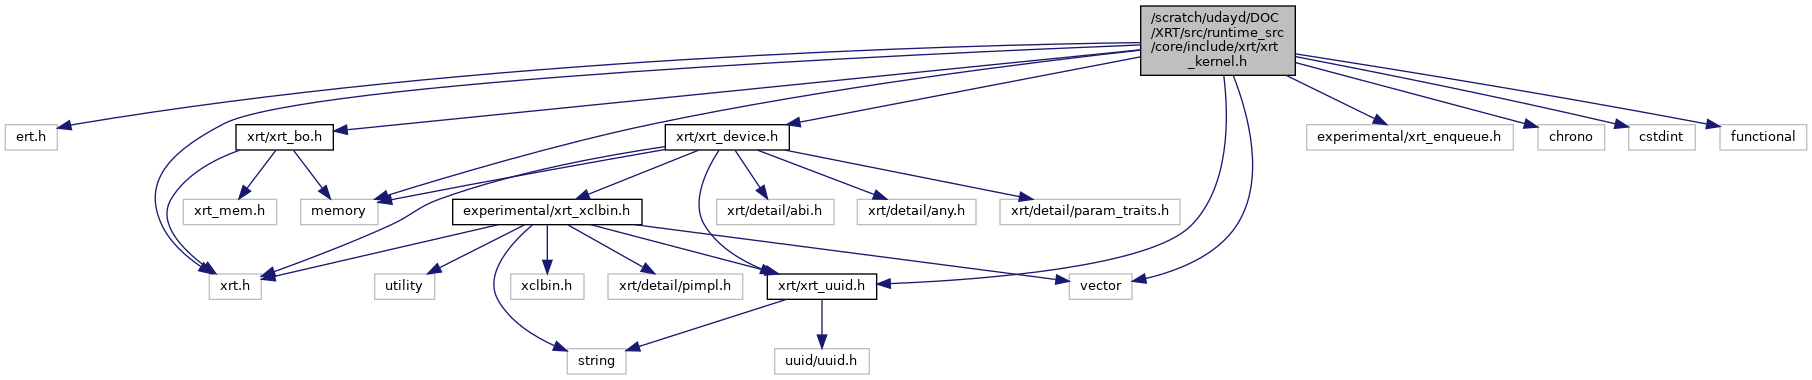 /scratch/udayd/DOC
/XRT/src/runtime_src
/core/include/xrt/xrt
_kernel.h
ert.h
xrt/xrt_bo.h
xrt/xrt_device.h
experimental/xrt_enqueue.h
chrono
cstdint
functional
xrt_mem.h
memory
experimental/xrt_xclbin.h
xrt/detail/abi.h
xrt/detail/any.h
xrt/detail/param_traits.h
xrt.h
utility
xclbin.h
xrt/detail/pimpl.h
xrt/xrt_uuid.h
vector
string
uuid/uuid.h